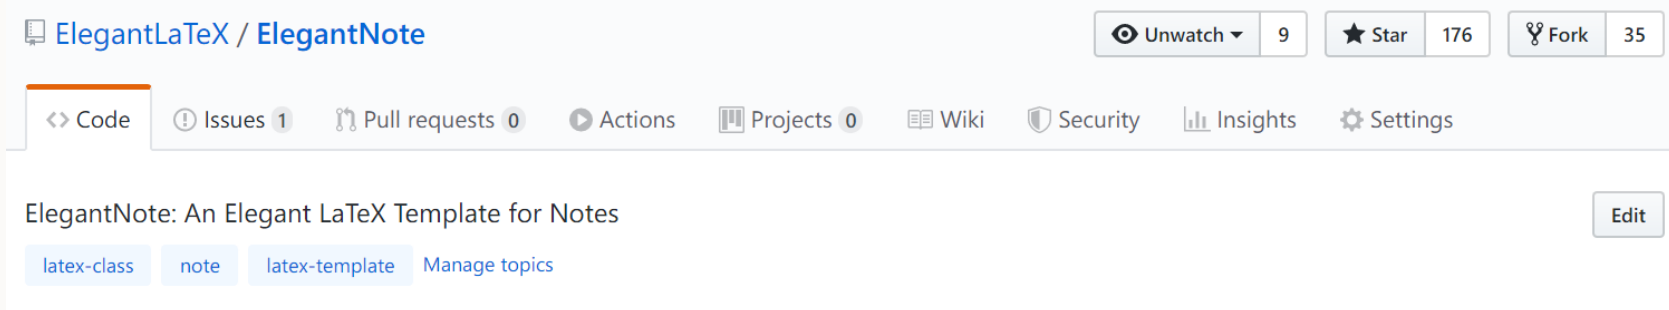 ElegantLaTeX / ElegantNote Unwatch 9 Star 176 Fork 35
Code Issues 1 Pull requests 0 Actions Projects 0 Wiki Security Insights Settings
ElegantNote: An Elegant LaTeX Template for Notes Edit
latex-class note latex-template Manage topics